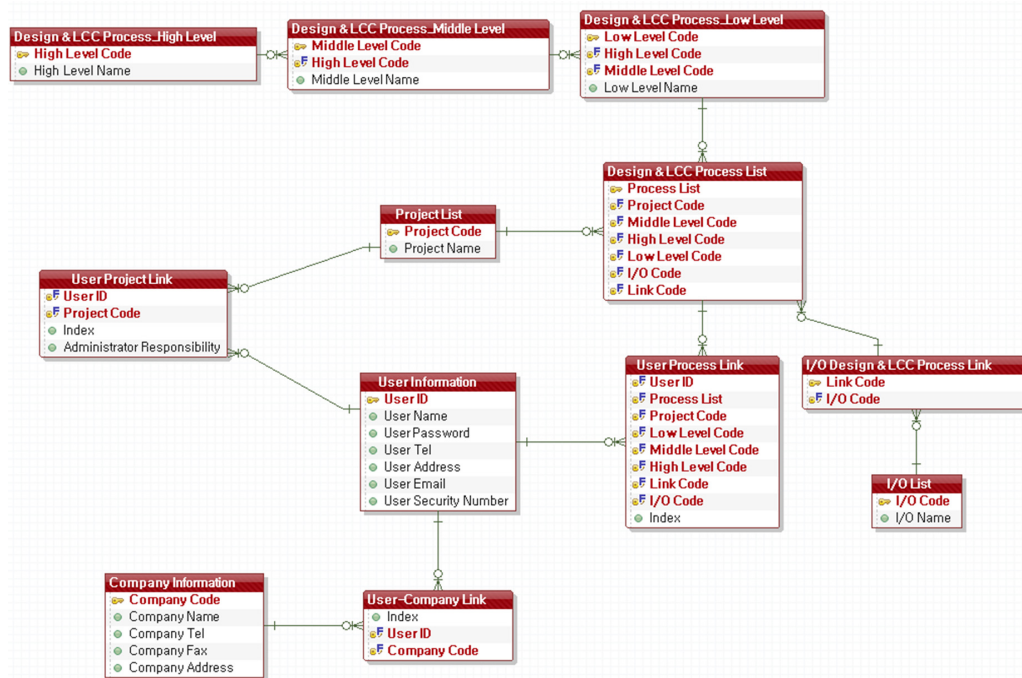 Design & LCC Process_High Level
High Level Code
High Level Name
Design & LCC Process_Middle Level
Middle Level Code
High Level Code
Middle Level Name
Design & LCC Process_Low Level
Low Level Code
High Level Code
Middle Level Code
Low Level Name
Design & LCC Process List
Process List
Project Code
Middle Level Code
High Level Code
Low Level Code
I/O Code
Link Code
Project List
Project Code
Project Name
User Project Link
User ID
Project Code
Index
Administrator Responsibility
User Information
User ID
User Name
User Password
User Tel
User Address
User Email
User Security Number
User Process Link
User ID
Process List
Project Code
Low Level Code
Middle Level Code
High Level Code
Link Code
I/O Code
Index
I/O Design & LCC Process Link
Link Code
I/O Code
I/O List
I/O Code
I/O Name
Company Information
Company Code
Company Name
Company Tel
Company Fax
Company Address
User-Company Link
Index
User ID
Company Code